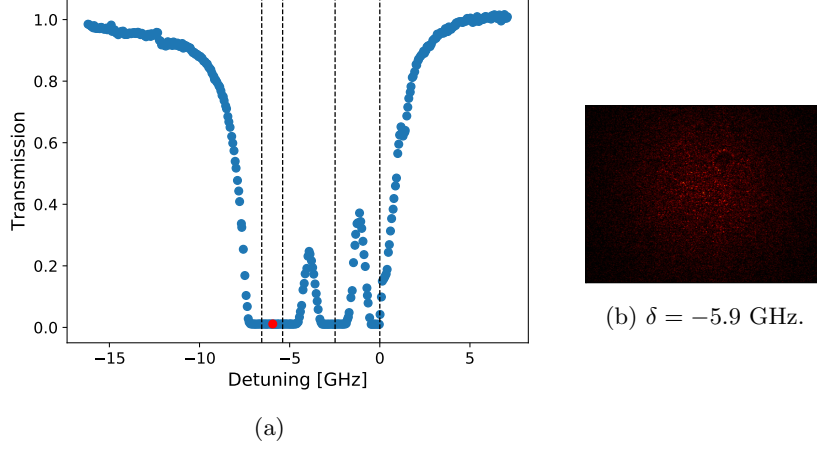 1.0
0.8
0.6
0.4
0.2
0.0
Transmission
−15 −10 −5 0 5
Detuning [GHz]
(a)
(b) δ = −5.9 GHz.